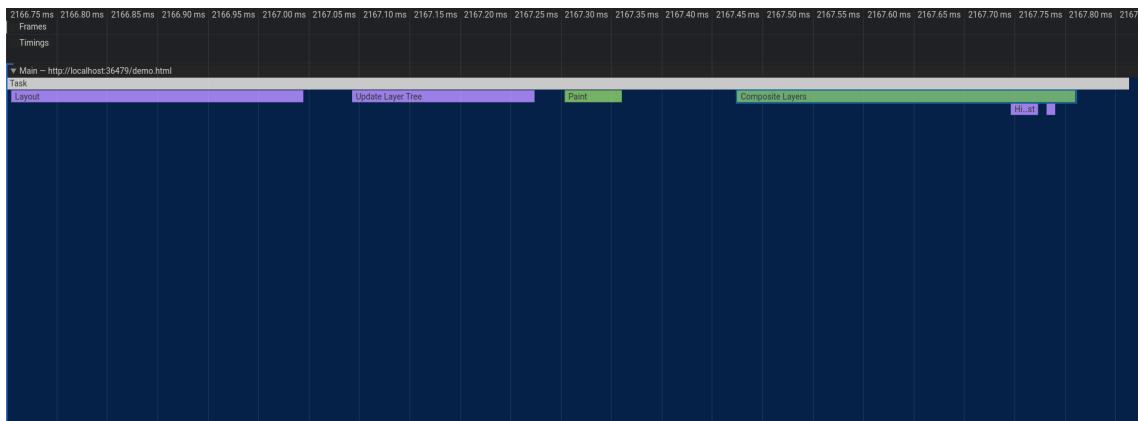 2166.75 ms 2166.80 ms 2166.85 ms 2166.90 ms 2166.95 ms 2167.00 ms 2167.05 ms 2167.10 ms 2167.15 ms 2167.20 ms 2167.25 ms 2167.30 ms 2167.35 ms 2167.40 ms 2167.45 ms 2167.50 ms 2167.55 ms 2167.60 ms 2167.65 ms 2167.70 ms 2167.75 ms 2167.80 ms 2167
Frames
Timings
▼ Main — http://localhost:36479/demo.html
Task
Layout Update Layer Tree Paint Composite Layers
Hi...st